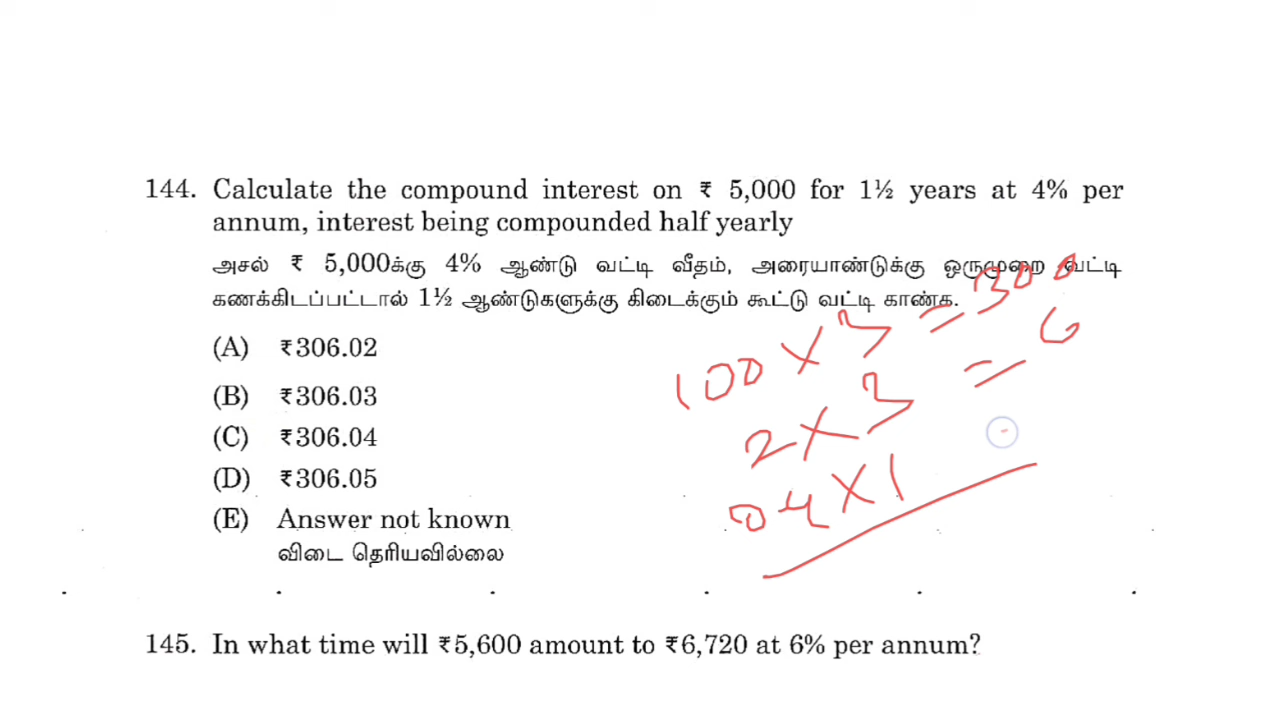 144. Calculate the compound interest on ₹ 5,000 for 1½ years at 4% per
annum, interest being compounded half yearly
அசல் ₹ 5,000க்கு 4% ஆண்டு வட்டி வீதம், அரையாண்டுக்கு ஒருமுறை வட்டி
கணக்கிடப்பட்டால் 1½ ஆண்டுகளுக்கு கிடைக்கும் கூட்டு வட்டி காண்க.
(A) ₹306.02
(B) ₹306.03
(C) ₹306.04
(D) ₹306.05
(E) Answer not known
விடை தெரியவில்லை
100 × 3 = 300
2 × 3 = 6
04 × 1
145. In what time will ₹5,600 amount to ₹6,720 at 6% per annum?